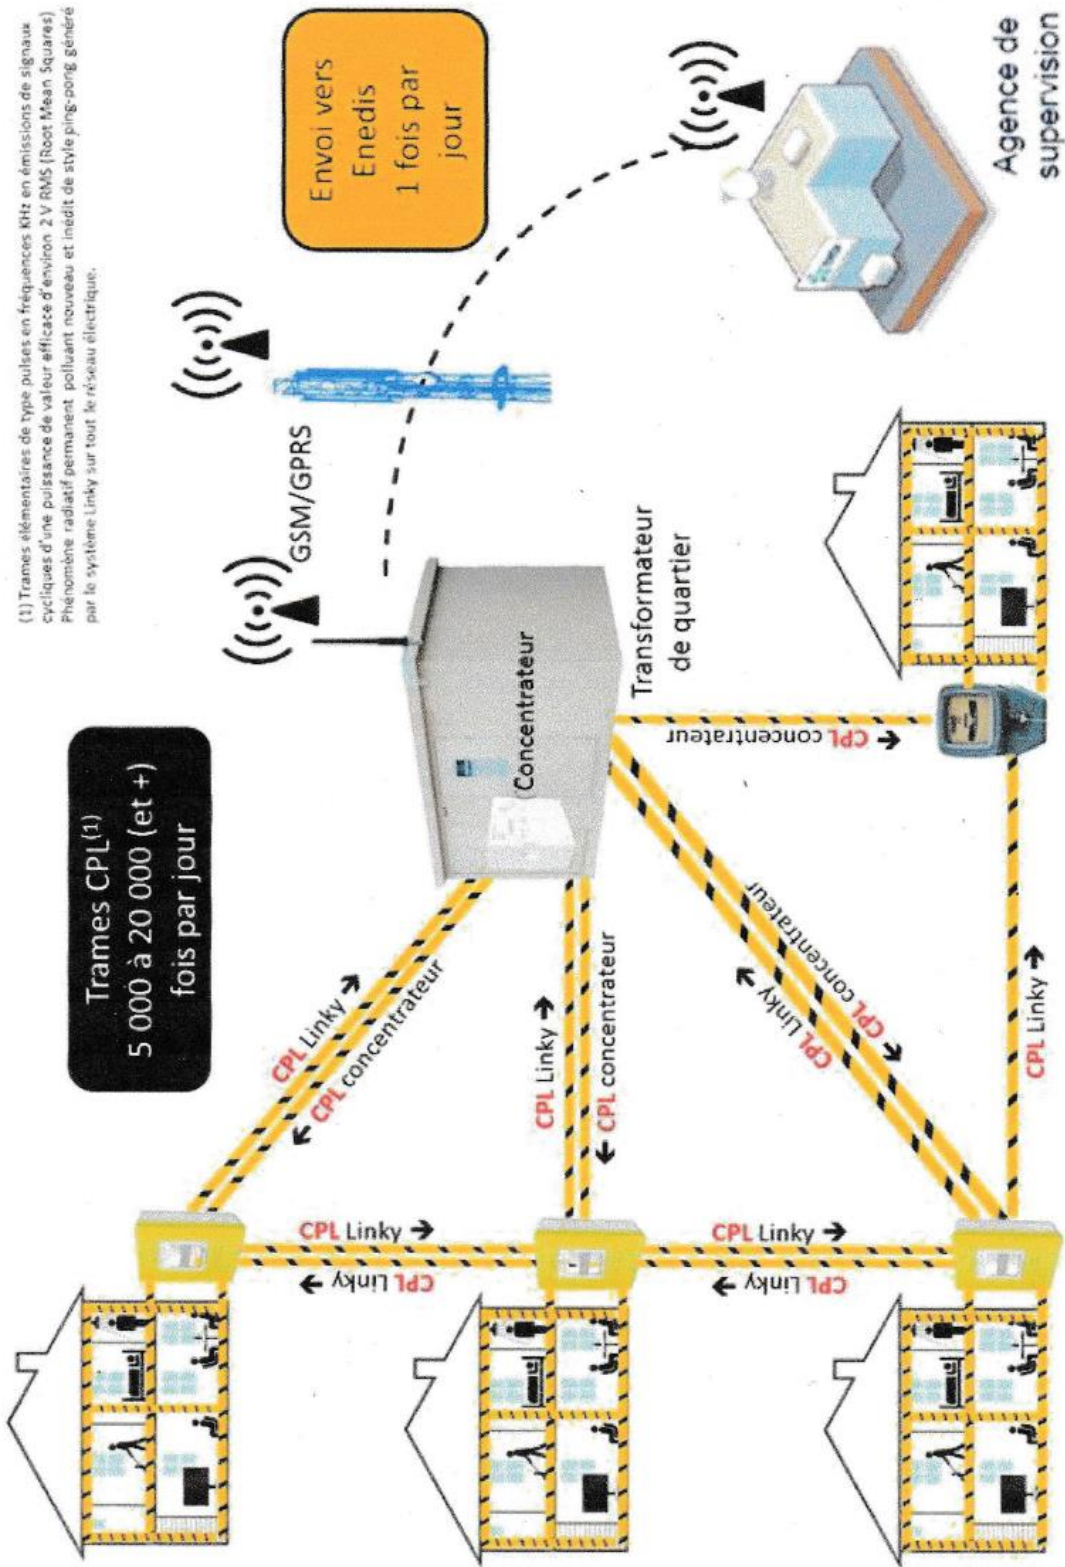 (1) Trames élémentaires de type pulses en fréquences KHz en émissions de signaux
cycliques d'une puissance de valeur efficace d'environ 2 V RMS (Root Mean Squares)
Phénomène radiatif permanent polluant nouveau et inédit de style ping-pong généré
par le système Linky sur tout le réseau électrique.
Trames CPL(1)
5 000 à 20 000 (et +)
fois par jour
Envoi vers
Enedis
1 fois par
jour
GSM/GPRS
Agence de
supervision
Concentrateur
Transformateur
de quartier
CPL Linky →
← CPL concentrateur
CPL Linky →
← CPL concentrateur
CPL Linky →
← CPL concentrateur
← CPL concentrateur
CPL Linky →
CPL Linky →
CPL Linky →
CPL Linky →
CPL Linky →